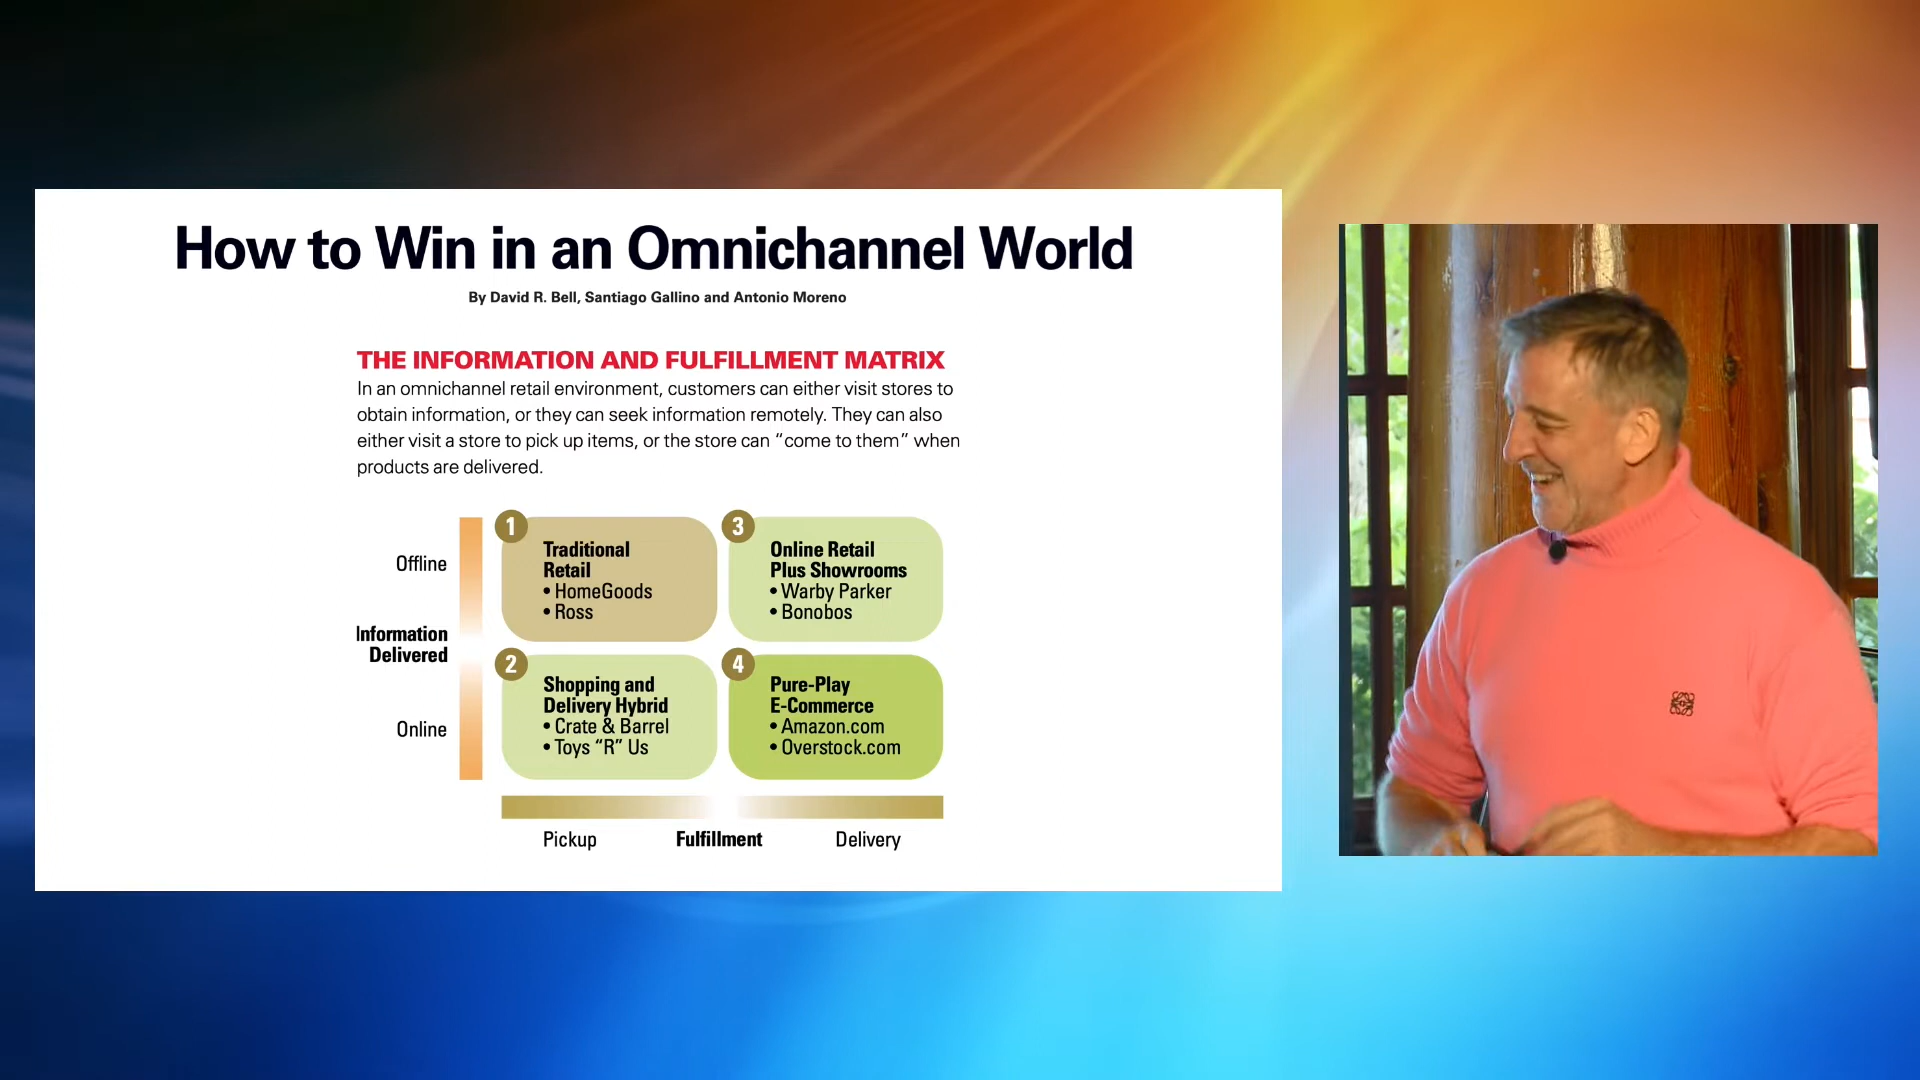 How to Win in an Omnichannel World
By David R. Bell, Santiago Gallino and Antonio Moreno
THE INFORMATION AND FULFILLMENT MATRIX
In an omnichannel retail environment, customers can either visit stores to
obtain information, or they can seek information remotely. They can also
either visit a store to pick up items, or the store can “come to them” when
products are delivered.
Offline
Information
Delivered
Online
1
Traditional
Retail
• HomeGoods
• Ross
3
Online Retail
Plus Showrooms
• Warby Parker
• Bonobos
2
Shopping and
Delivery Hybrid
• Crate & Barrel
• Toys “R” Us
4
Pure-Play
E-Commerce
• Amazon.com
• Overstock.com
Pickup
Fulfillment
Delivery